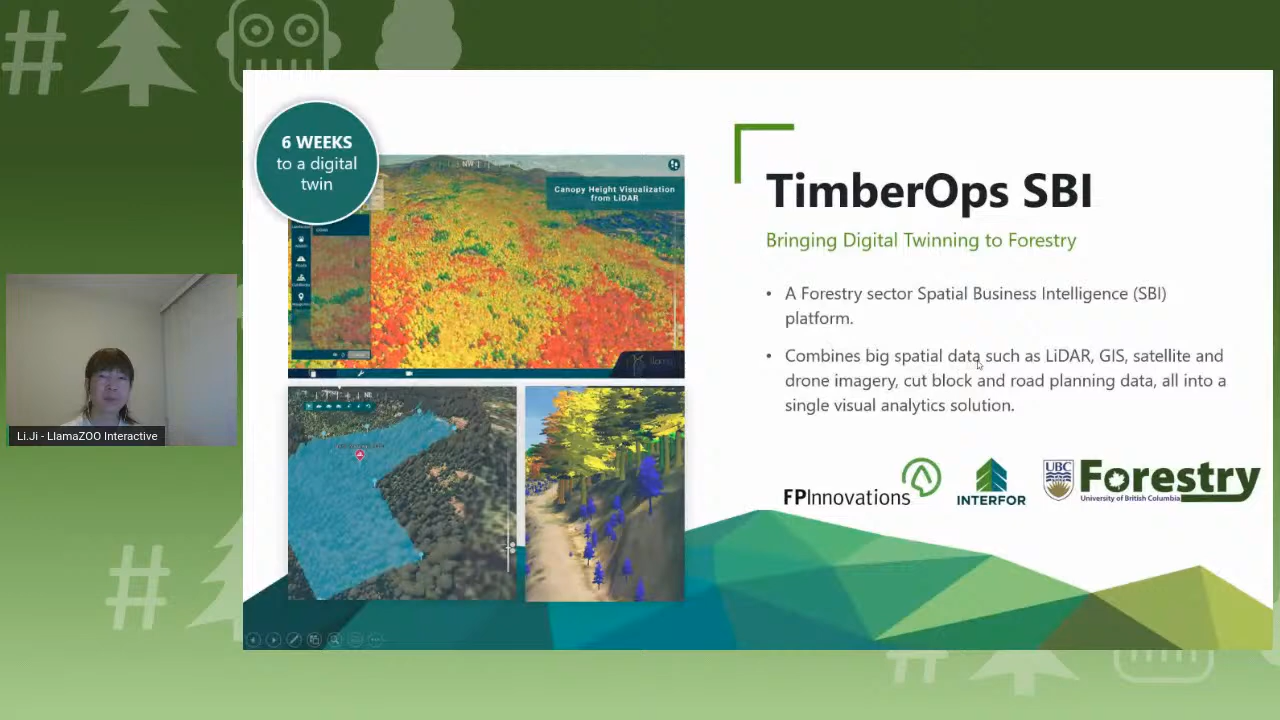 6 WEEKS
to a digital
twin
NW
Canopy Height Visualization
from LiDAR
llama
TimberOps SBI
Bringing Digital Twinning to Forestry
• A Forestry sector Spatial Business Intelligence (SBI)
platform.
• Combines big spatial data such as LiDAR, GIS, satellite and
drone imagery, cut block and road planning data, all into a
single visual analytics solution.
FPInnovations
INTERFOR
UBC
Forestry
University of British Columbia
Li.Ji - LlamaZOO Interactive